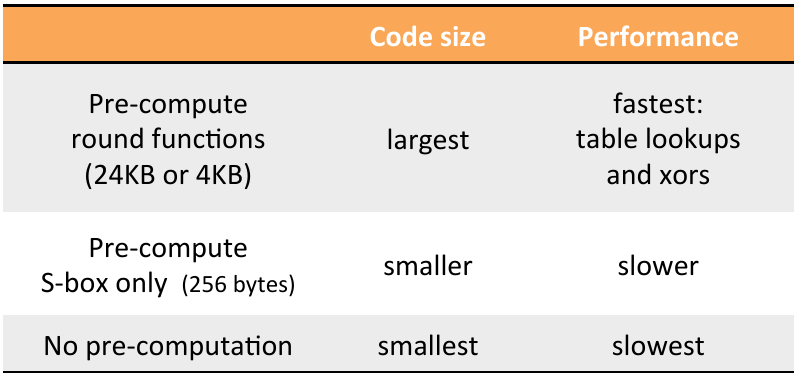 Code size Performance
Pre-compute
round functions
(24KB or 4KB)
largest
fastest:
table lookups
and xors
Pre-compute
S-box only (256 bytes)
smaller
slower
No pre-computation smallest slowest